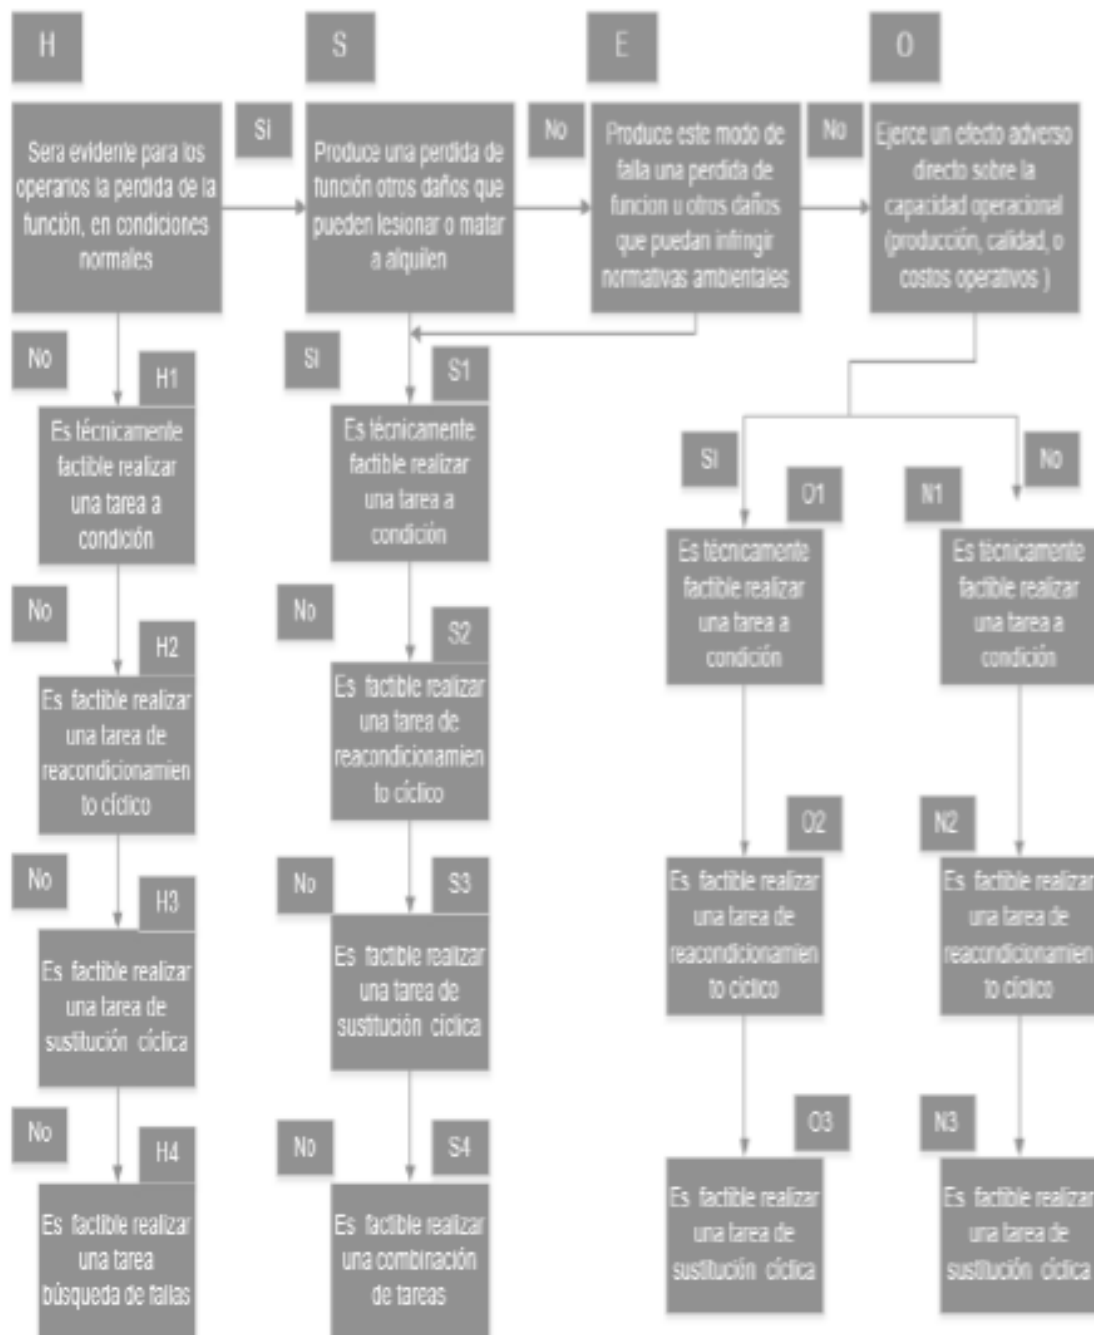 H
S
E
O
Sera evidente para los
operarios la perdida de la
función, en condiciones
normales
Si
Produce una perdida de
función otros daños que
pueden lesionar o matar
a alquilen
No
Produce este modo de
falla una perdida de
funcion u otros daños
que puedan infringir
normativas ambientales
No
Ejerce un efecto adverso
directo sobre la
capacidad operacional
(producción, calidad, o
costos operativos )
No
H1
Es técnicamente
factible realizar
una tarea a
condición
No
H2
Es factible realizar
una tarea de
reacondicionamien
to cíclico
No
H3
Es factible realizar
una tarea de
sustitución cíclica
No
H4
Es factible realizar
una tarea
búsqueda de fallas
Si
S1
Es técnicamente
factible realizar
una tarea a
condición
No
S2
Es factible realizar
una tarea de
reacondicionamien
to cíclico
No
S3
Es factible realizar
una tarea de
sustitución cíclica
No
S4
Es factible realizar
una combinación
de tareas
Si
O1
Es técnicamente
factible realizar
una tarea a
condición
O2
Es factible realizar
una tarea de
reacondicionamien
to cíclico
O3
Es factible realizar
una tarea de
sustitución cíclica
No
N1
Es técnicamente
factible realizar
una tarea a
condición
N2
Es factible realizar
una tarea de
reacondicionamien
to cíclico
N3
Es factible realizar
una tarea de
sustitución cíclica